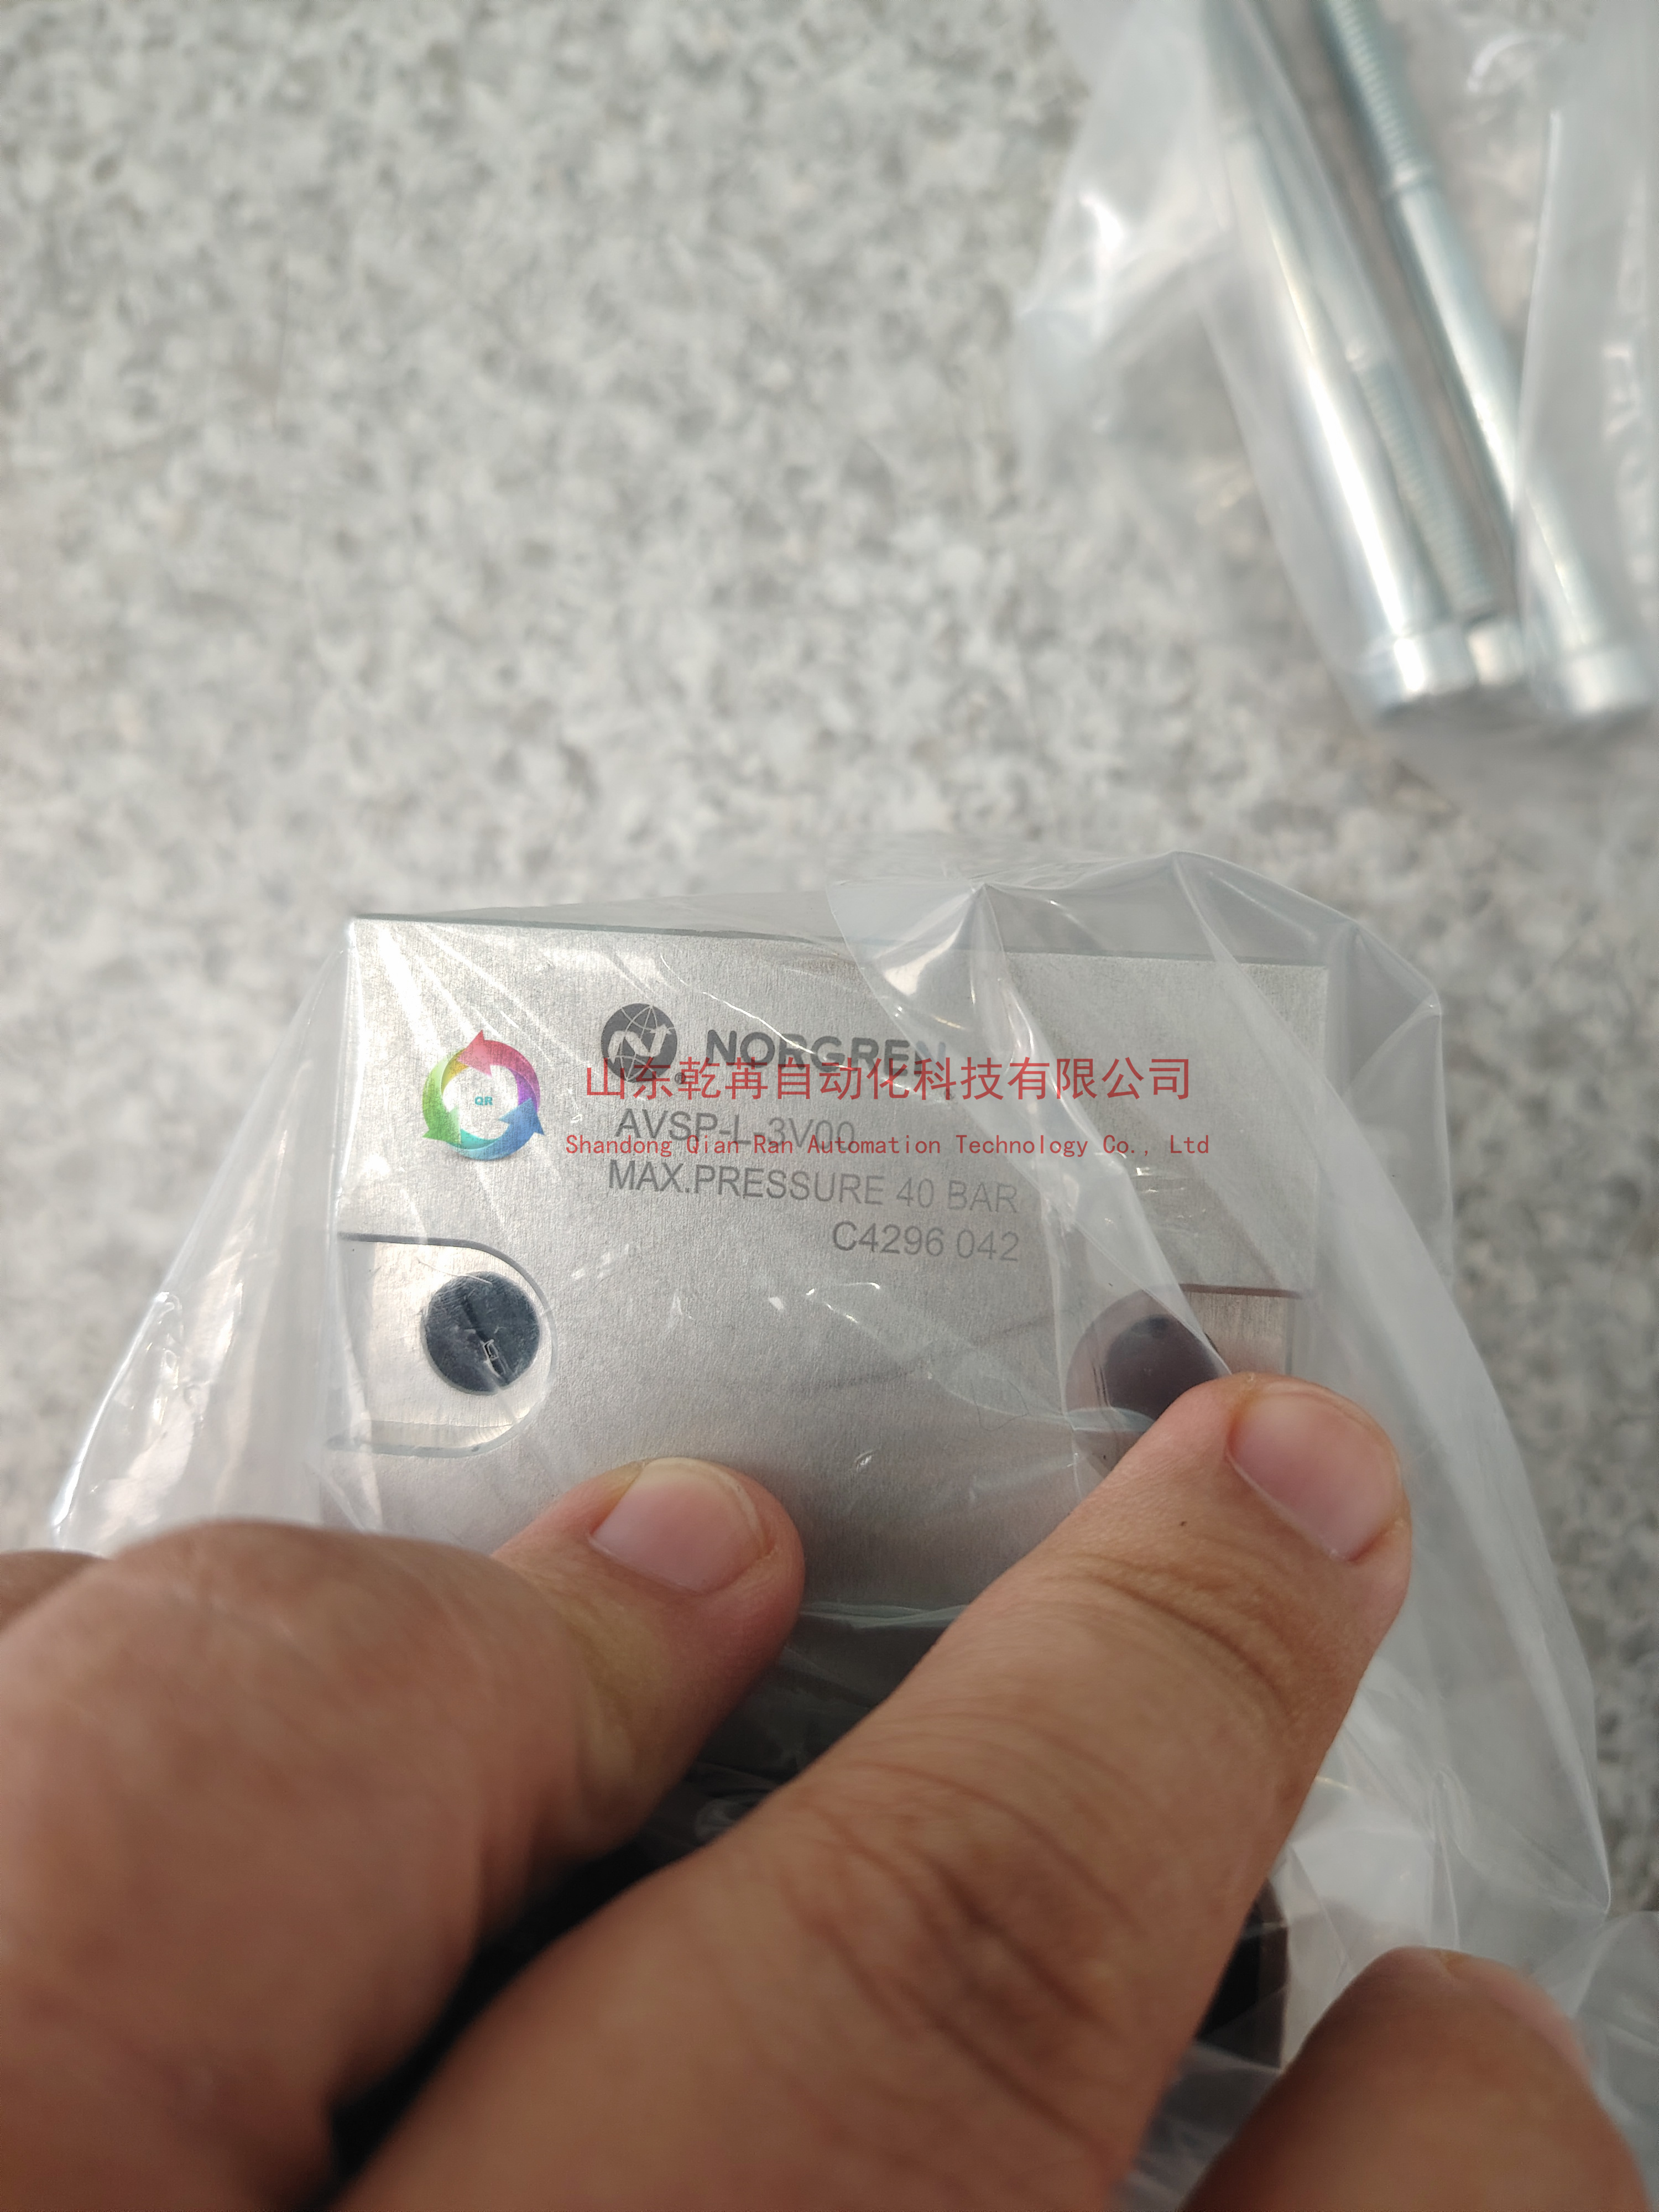 NORGREN
山东乾苒自动化科技有限公司
QR
AVSP-L-3V00
Shandong Qian Ran Automation Technology Co., Ltd
MAX.PRESSURE 40 BAR
C4296 042